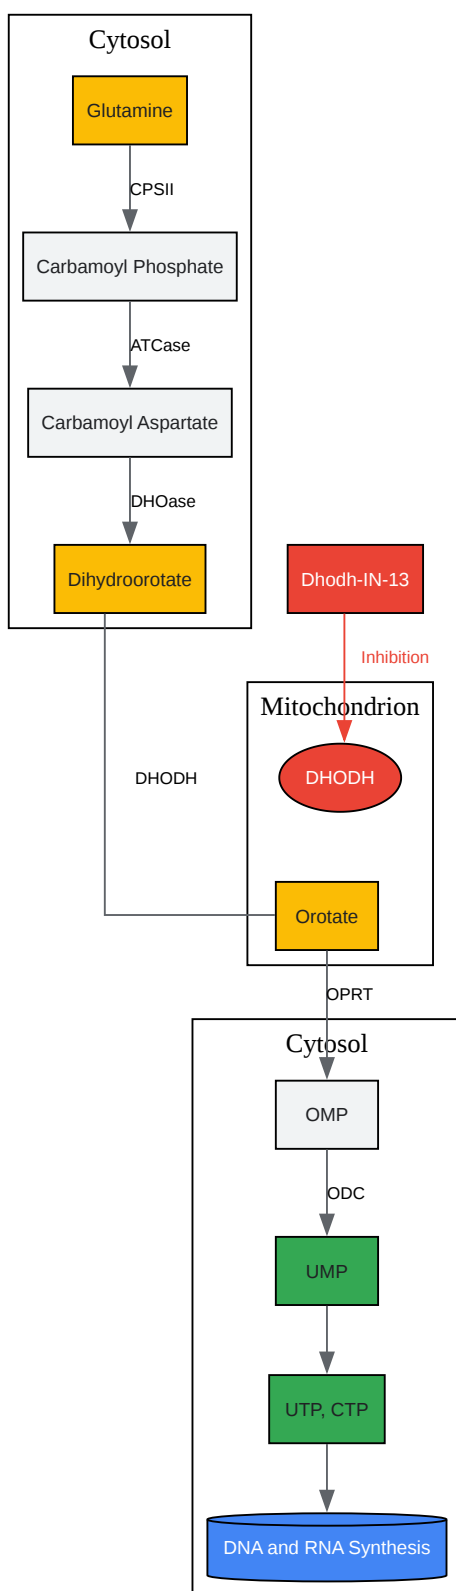 Cytosol
Glutamine
CPSII
Carbamoyl Phosphate
ATCase
Carbamoyl Aspartate
DHOase
Dihydroorotate
Dhodh-IN-13
Inhibition
Mitochondrion
DHODH
DHODH
Orotate
OPRT
Cytosol
OMP
ODC
UMP
UTP, CTP
DNA and RNA Synthesis